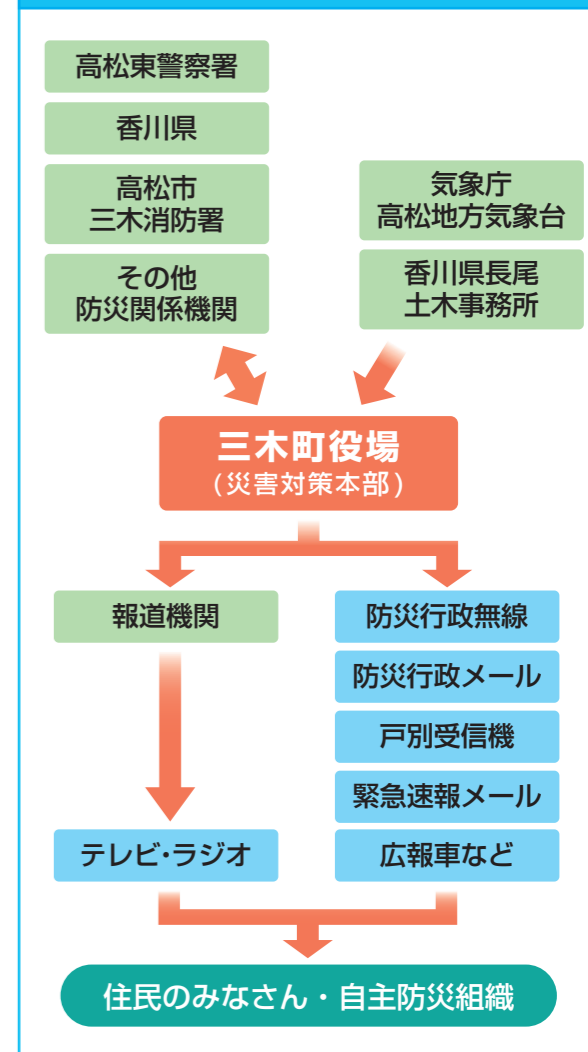 高松東警察署
香川県
高松市
三木消防署
その他
防災関係機関
気象庁
高松地方気象台
香川県長尾
土木事務所
三木町役場
(災害対策本部)
報道機関
テレビ・ラジオ
防災行政無線
防災行政メール
戸別受信機
緊急速報メール
広報車など
住民のみなさん・自主防災組織